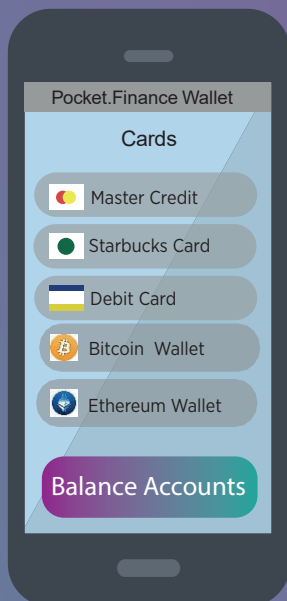 Pocket.Finance Wallet
Cards
Master Credit
Starbucks Card
Debit Card
Bitcoin Wallet
Ethereum Wallet
Balance Accounts